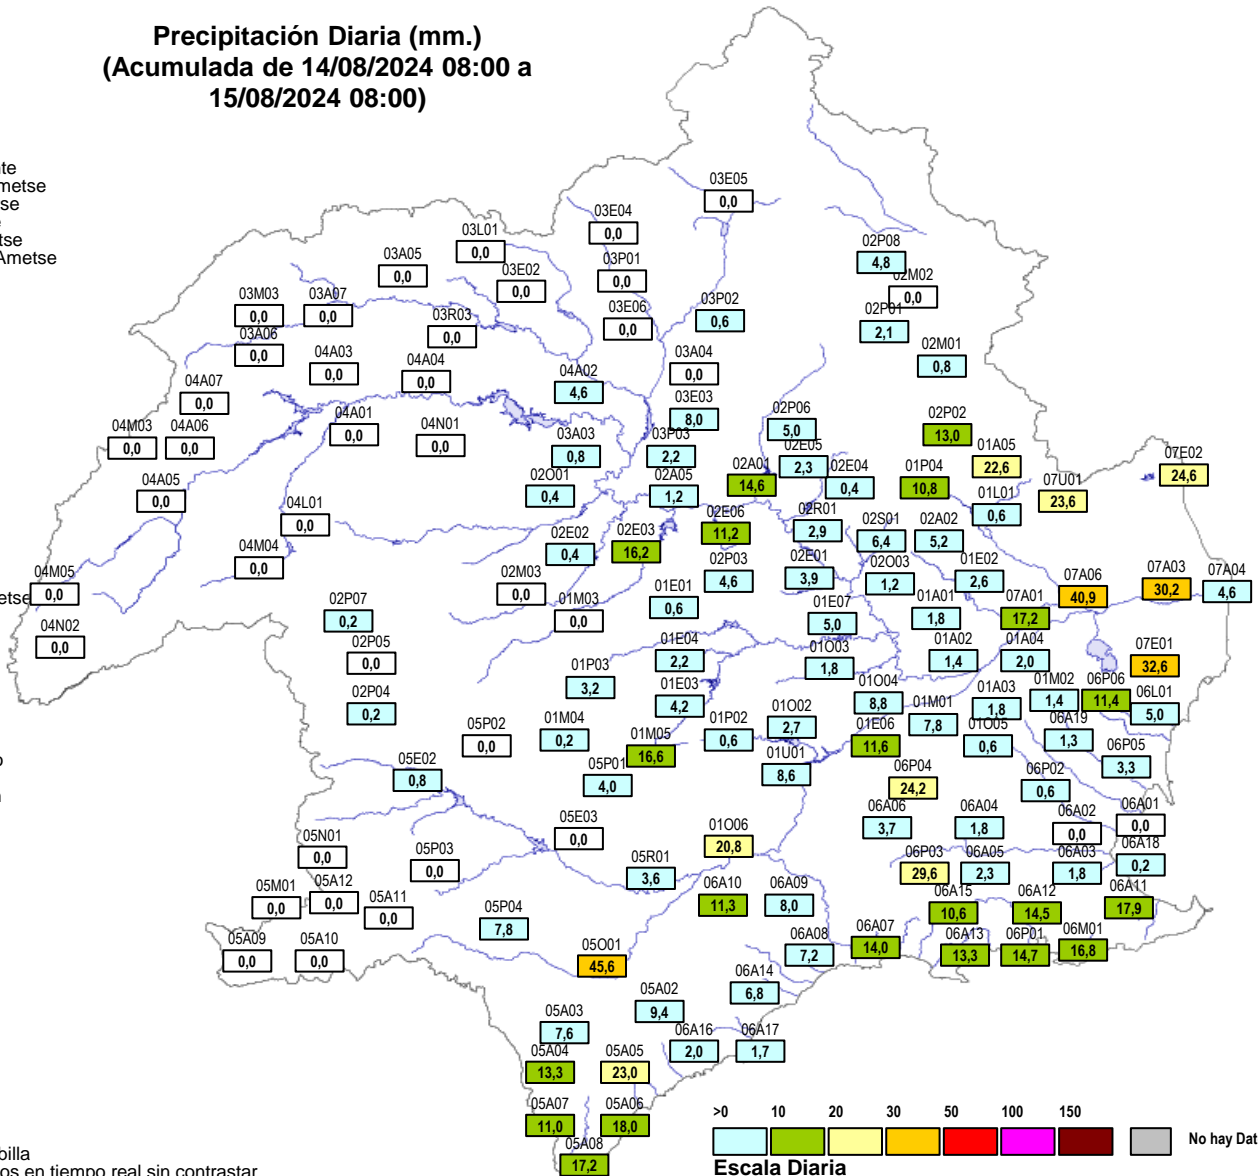 Precipitación Diaria (mm.)
(Acumulada de 14/08/2024 08:00 a
15/08/2024 08:00)
nte
metse
se
e
tse
Ametse
03E05
0,0
03E04
0,0
03L01
0,0
03A05
0,0
03P01
0,0
03E02
0,0
02P08
4,8
02M02
0,0
03M03
0,0
03A07
0,0
03E06
0,0
03P02
0,6
02P01
2,1
03R03
0,0
03A06
0,0
02M01
0,8
04A03
0,0
04A04
0,0
03A04
0,0
04A02
4,6
04A07
0,0
03E03
8,0
04A01
0,0
02P06
5,0
02P02
13,0
04M03
0,0
04A06
0,0
04N01
0,0
03A03
0,8
03P03
2,2
02E05
2,3
01A05
22,6
07E02
24,6
04A05
0,0
02O01
0,4
02A05
1,2
02A01
14,6
02E04
0,4
01P04
10,8
07U01
23,6
04L01
0,0
01L01
0,6
02E06
11,2
02R01
2,9
02E02
0,4
02E03
16,2
02S01
6,4
02A02
5,2
04M04
0,0
02P03
4,6
02E01
3,9
02O03
1,2
01E02
2,6
04M05
0,0
etse
02M03
0,0
01M03
0,0
01E01
0,6
07A06
40,9
07A03
30,2
07A04
4,6
02P07
0,2
01E07
5,0
01A01
1,8
07A01
17,2
04N02
0,0
02P05
0,0
01E04
2,2
01O03
1,8
01A02
1,4
01A04
2,0
07E01
32,6
01P03
3,2
02P04
0,2
01E03
4,2
01O04
8,8
01A03
1,8
01M02
1,4
06P06
11,4
06L01
5,0
05P02
0,0
01M04
0,2
01M05
16,6
01P02
0,6
01O02
2,7
01E06
11,6
01M01
7,8
01O05
0,6
06A19
1,3
06P05
3,3
o
05E02
0,8
05P01
4,0
01U01
8,6
06P04
24,2
06P02
0,6
05E03
0,0
06A06
3,7
06A04
1,8
06A02
0,0
06A01
0,0
05N01
0,0
01O06
20,8
05P03
0,0
05R01
3,6
06P03
29,6
06A05
2,3
06A03
1,8
06A18
0,2
05M01
0,0
05A12
0,0
05A11
0,0
06A10
11,3
06A09
8,0
06A15
10,6
06A12
14,5
06A11
17,9
05P04
7,8
05A09
0,0
05A10
0,0
05O01
45,6
06A08
7,2
06A07
14,0
06A13
13,3
06P01
14,7
06M01
16,8
06A14
6,8
05A02
9,4
05A03
7,6
06A16
2,0
06A17
1,7
05A04
13,3
05A05
23,0
05A07
11,0
05A06
18,0
05A08
17,2
billa
os en tiempo real sin contrastar
>0 10 20 30 50 100 150
No hay Dat
Escala Diaria